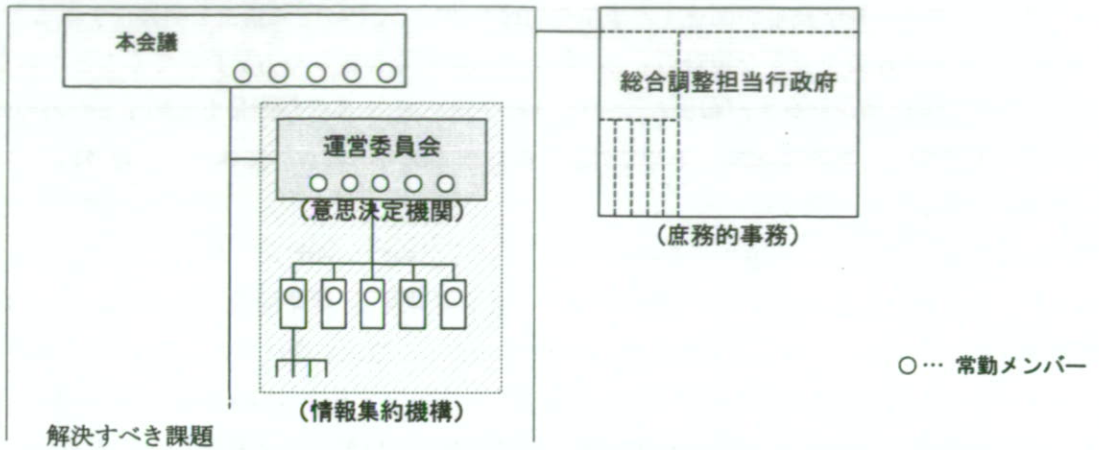 本会議
運営委員会
(意思決定機関)
(情報集約機構)
解決すべき課題
総合調整担当行政府
(庶務的事務)
○… 常勤メンバー